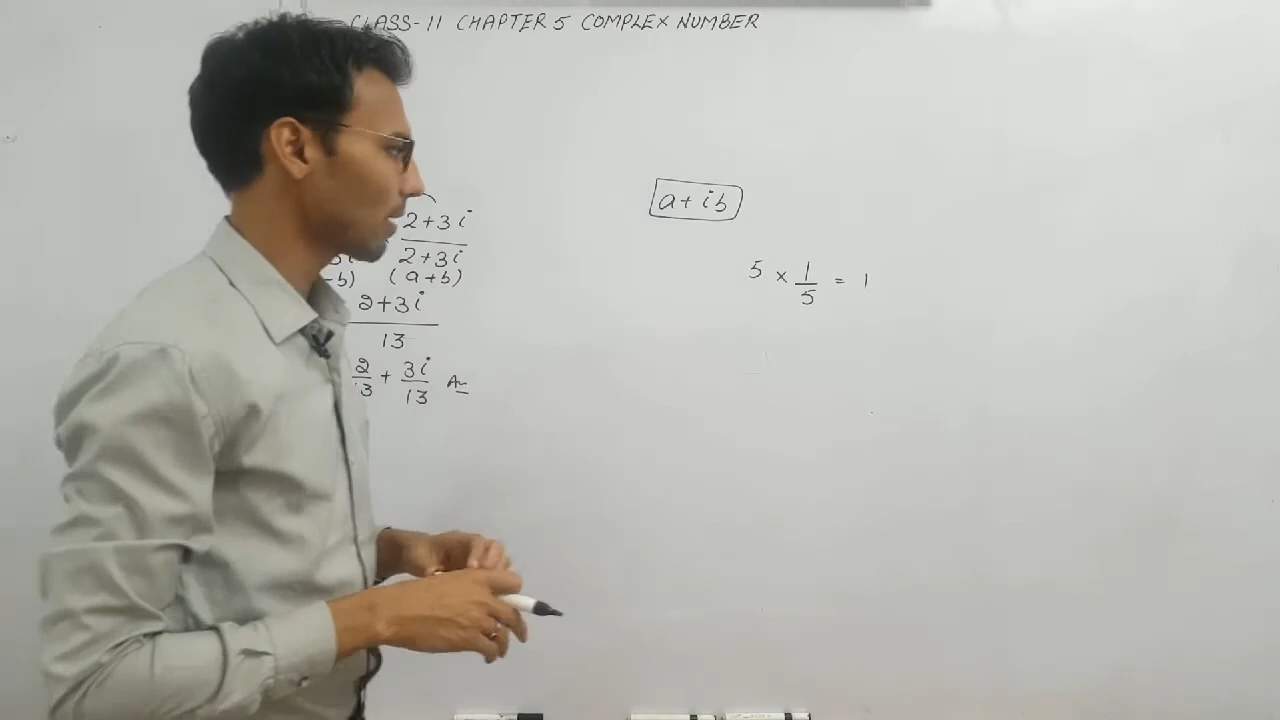 CLASS-11 CHAPTER 5 COMPLEX NUMBER
a+ib
2+3i
2+3i
-b) (a+b)
2+3i
13
2/13 + 3i/13 An
5 × 1/5 = 1